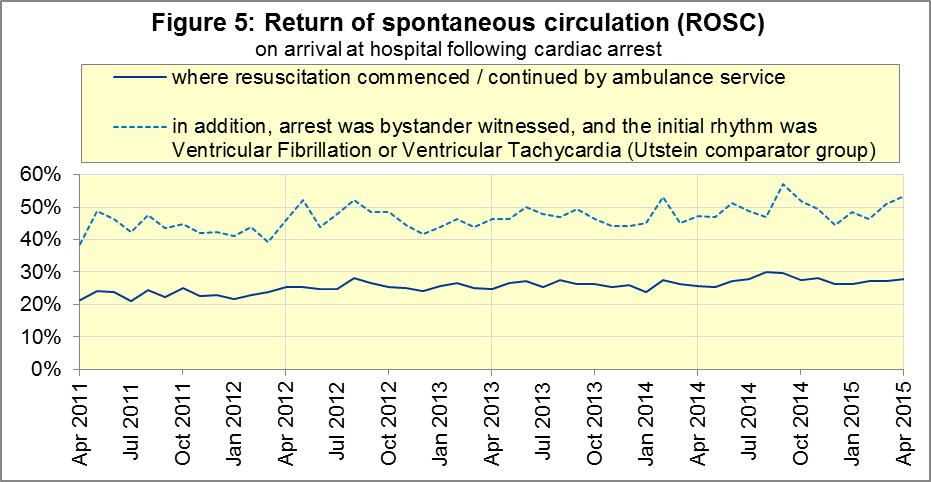 Figure 5: Return of spontaneous circulation (ROSC)
on arrival at hospital following cardiac arrest
where resuscitation commenced / continued by ambulance service
in addition, arrest was bystander witnessed, and the initial rhythm was
Ventricular Fibrillation or Ventricular Tachycardia (Utstein comparator group)
60%
50%
40%
30%
20%
10%
0%
Apr 2011
Jul 2011
Oct 2011
Jan 2012
Apr 2012
Jul 2012
Oct 2012
Jan 2013
Apr 2013
Jul 2013
Oct 2013
Jan 2014
Apr 2014
Jul 2014
Oct 2014
Jan 2015
Apr 2015